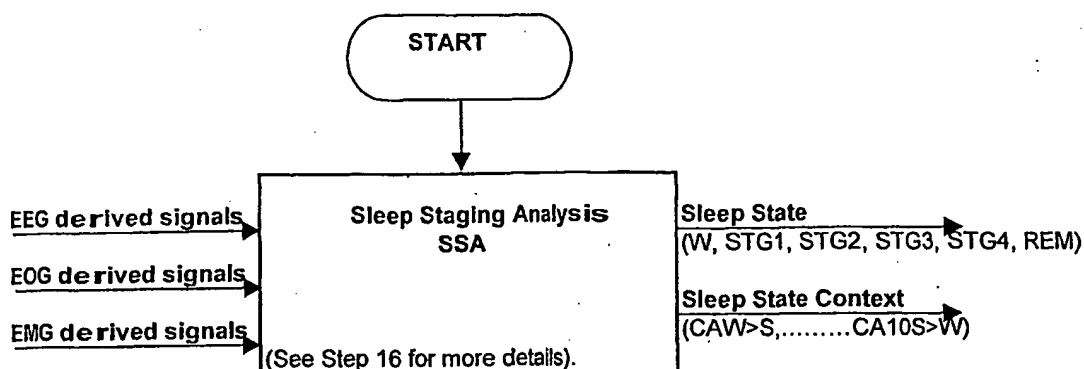 START
EEG derived signals
EOG derived signals
EMG derived signals
Sleep Staging Analysis
SSA
(See Step 16 for more details).
Sleep State
(W, STG1, STG2, STG3, STG4, REM)
Sleep State Context
(CAW>S,.........CA10S>W)